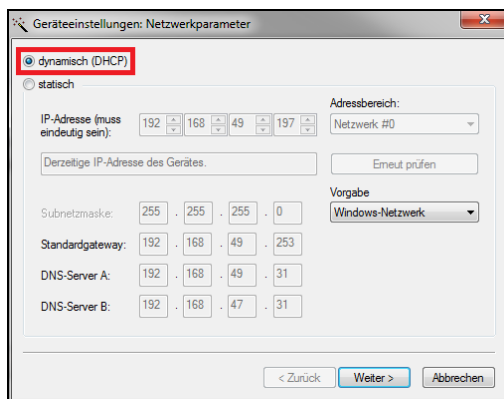 Geräteeinstellungen: Netzwerkparameter
dynamisch (DHCP)
statisch
IP-Adresse (muss eindeutig sein):
192 168 49 197
Adressbereich:
Netzwerk #0
Derzeitige IP-Adresse des Gerätes.
Erneut prüfen
Vorgabe
Windows-Netzwerk
Subnetzmaske: 255 . 255 . 255 . 0
Standardgateway: 192 . 168 . 49 . 253
DNS-Server A: 192 . 168 . 49 . 31
DNS-Server B: 192 . 168 . 47 . 31
< Zurück Weiter > Abbrechen